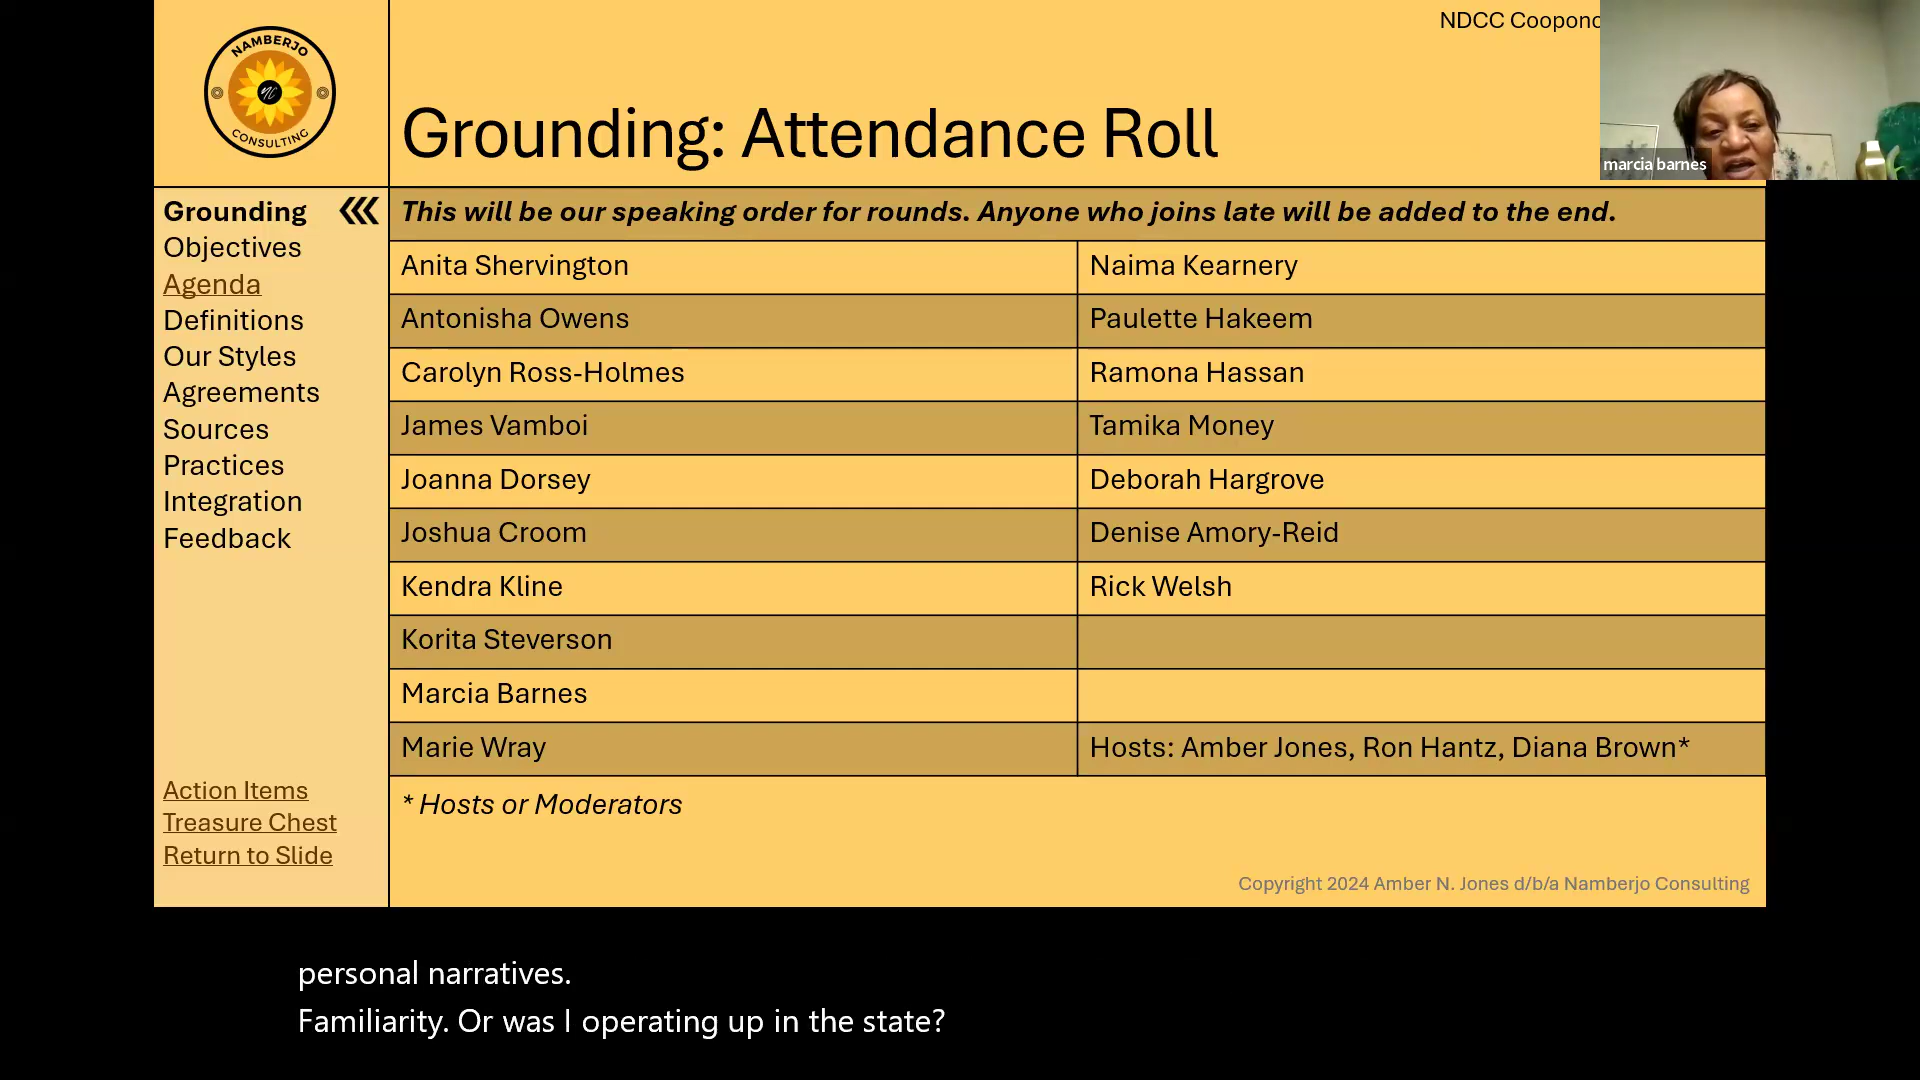 NAMBERJO
CONSULTING
NDCC Coopono
marcia barnes
Grounding: Attendance Roll
Grounding
Objectives
Agenda
Definitions
Our Styles
Agreements
Sources
Practices
Integration
Feedback
Action Items
Treasure Chest
Return to Slide
This will be our speaking order for rounds. Anyone who joins late will be added to the end.
Anita Shervington
Naima Kearnery
Antonisha Owens
Paulette Hakeem
Carolyn Ross-Holmes
Ramona Hassan
James Vamboi
Tamika Money
Joanna Dorsey
Deborah Hargrove
Joshua Croom
Denise Amory-Reid
Kendra Kline
Rick Welsh
Korita Steverson
Marcia Barnes
Marie Wray
Hosts: Amber Jones, Ron Hantz, Diana Brown*
* Hosts or Moderators
Copyright 2024 Amber N. Jones d/b/a Namberjo Consulting
personal narratives.
Familiarity. Or was I operating up in the state?